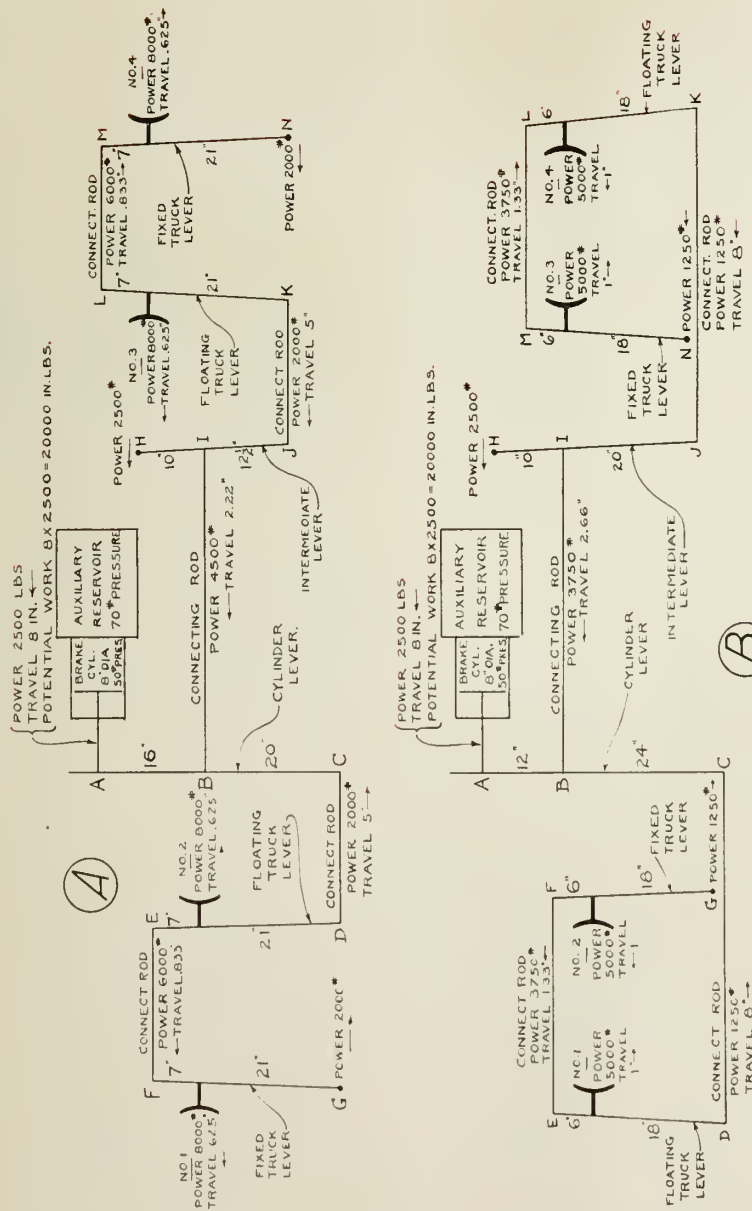 A
POWER 2500 LBS
TRAVEL 8 IN. ←
POTENTIAL WORK 8X2500=20000 IN.LBS.
BRAKE
CYL.
8" DIA.
50#PRES
AUXILIARY
RESERVOIR
70#PRESSURE
A
16"
B
20"
C
CYLINDER
LEVER.
CONNECTING ROD
POWER 4500#
→TRAVEL 2.22"
POWER 2500#
←
H
10"
I
12½"
J
INTERMEDIATE
LEVER
CONNECT ROD
POWER 2000#
←TRAVEL 5"
FLOATING
TRUCK
LEVER
L
7"
21"
K
NO.3
POWER 8000
←TRAVEL.625"
CONNECT. ROD
POWER 6000#
TRAVEL .833"→
M
7"
21"
N
FIXED
TRUCK
LEVER
NO.4
POWER 8000#
TRAVEL .625"→
POWER 2000#
←
F
7"
21"
G
NO 1
POWER 8000#
TRAVEL 625"
←
FIXED
TRUCK
LEVER
POWER 2000#
→
CONNECT ROD
POWER 6000#
←TRAVEL.833"
E
7"
21"
D
NO.2
POWER 8000#
TRAVEL.625
→
FLOATING
TRUCK
LEVER
CONNECT ROD
POWER 2000#
TRAVEL 5"→
B
POWER 2500 LBS
TRAVEL 8 IN. ←
POTENTIAL WORK 8X2500=20000 IN.LBS.
BRAKE
CYL.
8" DIA.
50#PRES
AUXILIARY
RESERVOIR
70#PRESSURE
A
12"
B
24"
C
CYLINDER
LEVER
CONNECTING ROD
POWER 3750#
→TRAVEL 2.66"
POWER 2500#
←
H
10"
I
20"
J
INTERMEDIATE
LEVER
CONNECT. ROD
POWER 3750#
TRAVEL 1.33"→
M
6"
18"
N
NO.3
POWER
5000#
TRAVEL
1"→
FIXED
TRUCK
LEVER
POWER 1250#←
L
6"
18"
K
NO.4
POWER
5000#
TRAVEL
←1"
FLOATING
TRUCK
LEVER
CONNECT. ROD
POWER 1250#
TRAVEL 8"←
CONNECT ROD
POWER 3750#
TRAVEL 1.33"←
E
6"
18"
D
NO.1
POWER
5000#
TRAVEL
1"→
FLOATING
TRUCK
LEVER
F
6"
18"
G
NO. 2
POWER
5000#
TRAVEL
←1
FIXED
TRUCK
LEVER
POWER 1250#→
CONNECT ROD
POWER 1250#
TRAVEL 8"→